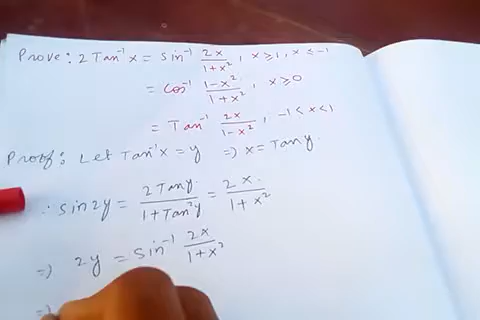 Prove: 2 Tan⁻¹ x = sin⁻¹ 2x/1+x², x ≥ 1, x ≤ -1
= cos⁻¹ 1-x²/1+x², x ≥ 0
= Tan⁻¹ 2x/1-x², -1 < x < 1
Proof: Let Tan⁻¹x = y ⇒ x = Tan y.
∴ sin2y = 2 Tan y/1+Tan²y = 2x/1+x²
⇒ 2y = sin⁻¹ 2x/1+x²
⇒